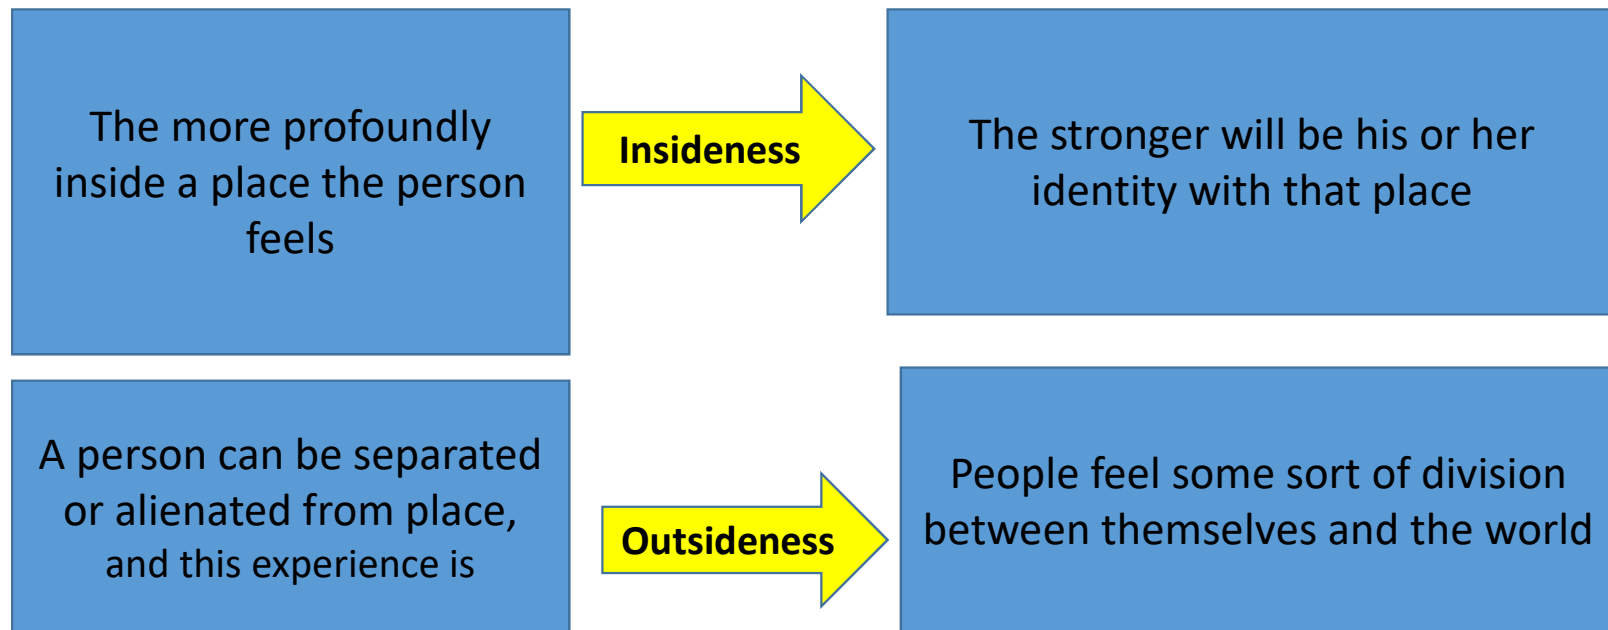 The more profoundly
inside a place the person
feels
Insideness
The stronger will be his or her
identity with that place
A person can be separated
or alienated from place,
and this experience is
Outsideness
People feel some sort of division
between themselves and the world